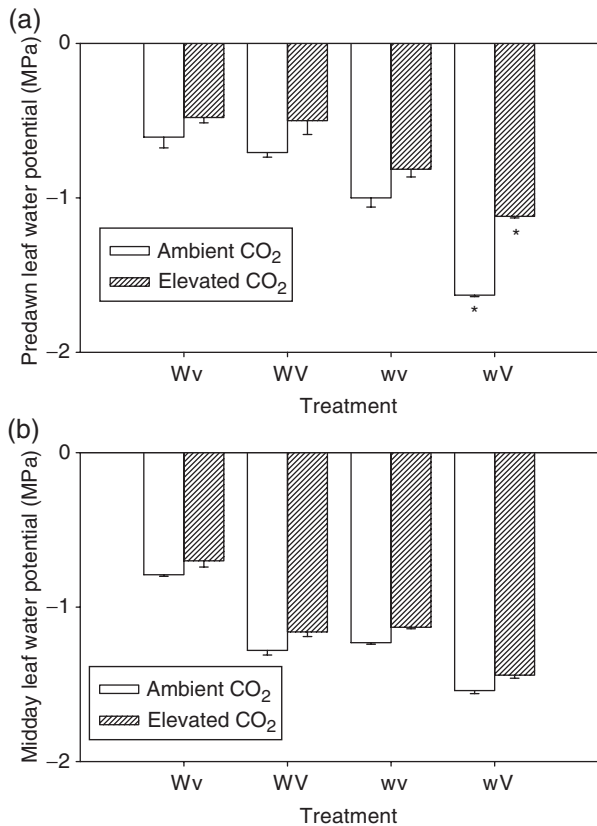 (a)
0
−1
−2
Predawn leaf water potential (MPa)
Ambient CO₂
Elevated CO₂
*
*
Wv WV wv wV
Treatment
(b)
0
−1
−2
Midday leaf water potential (MPa)
Ambient CO₂
Elevated CO₂
Wv WV wv wV
Treatment